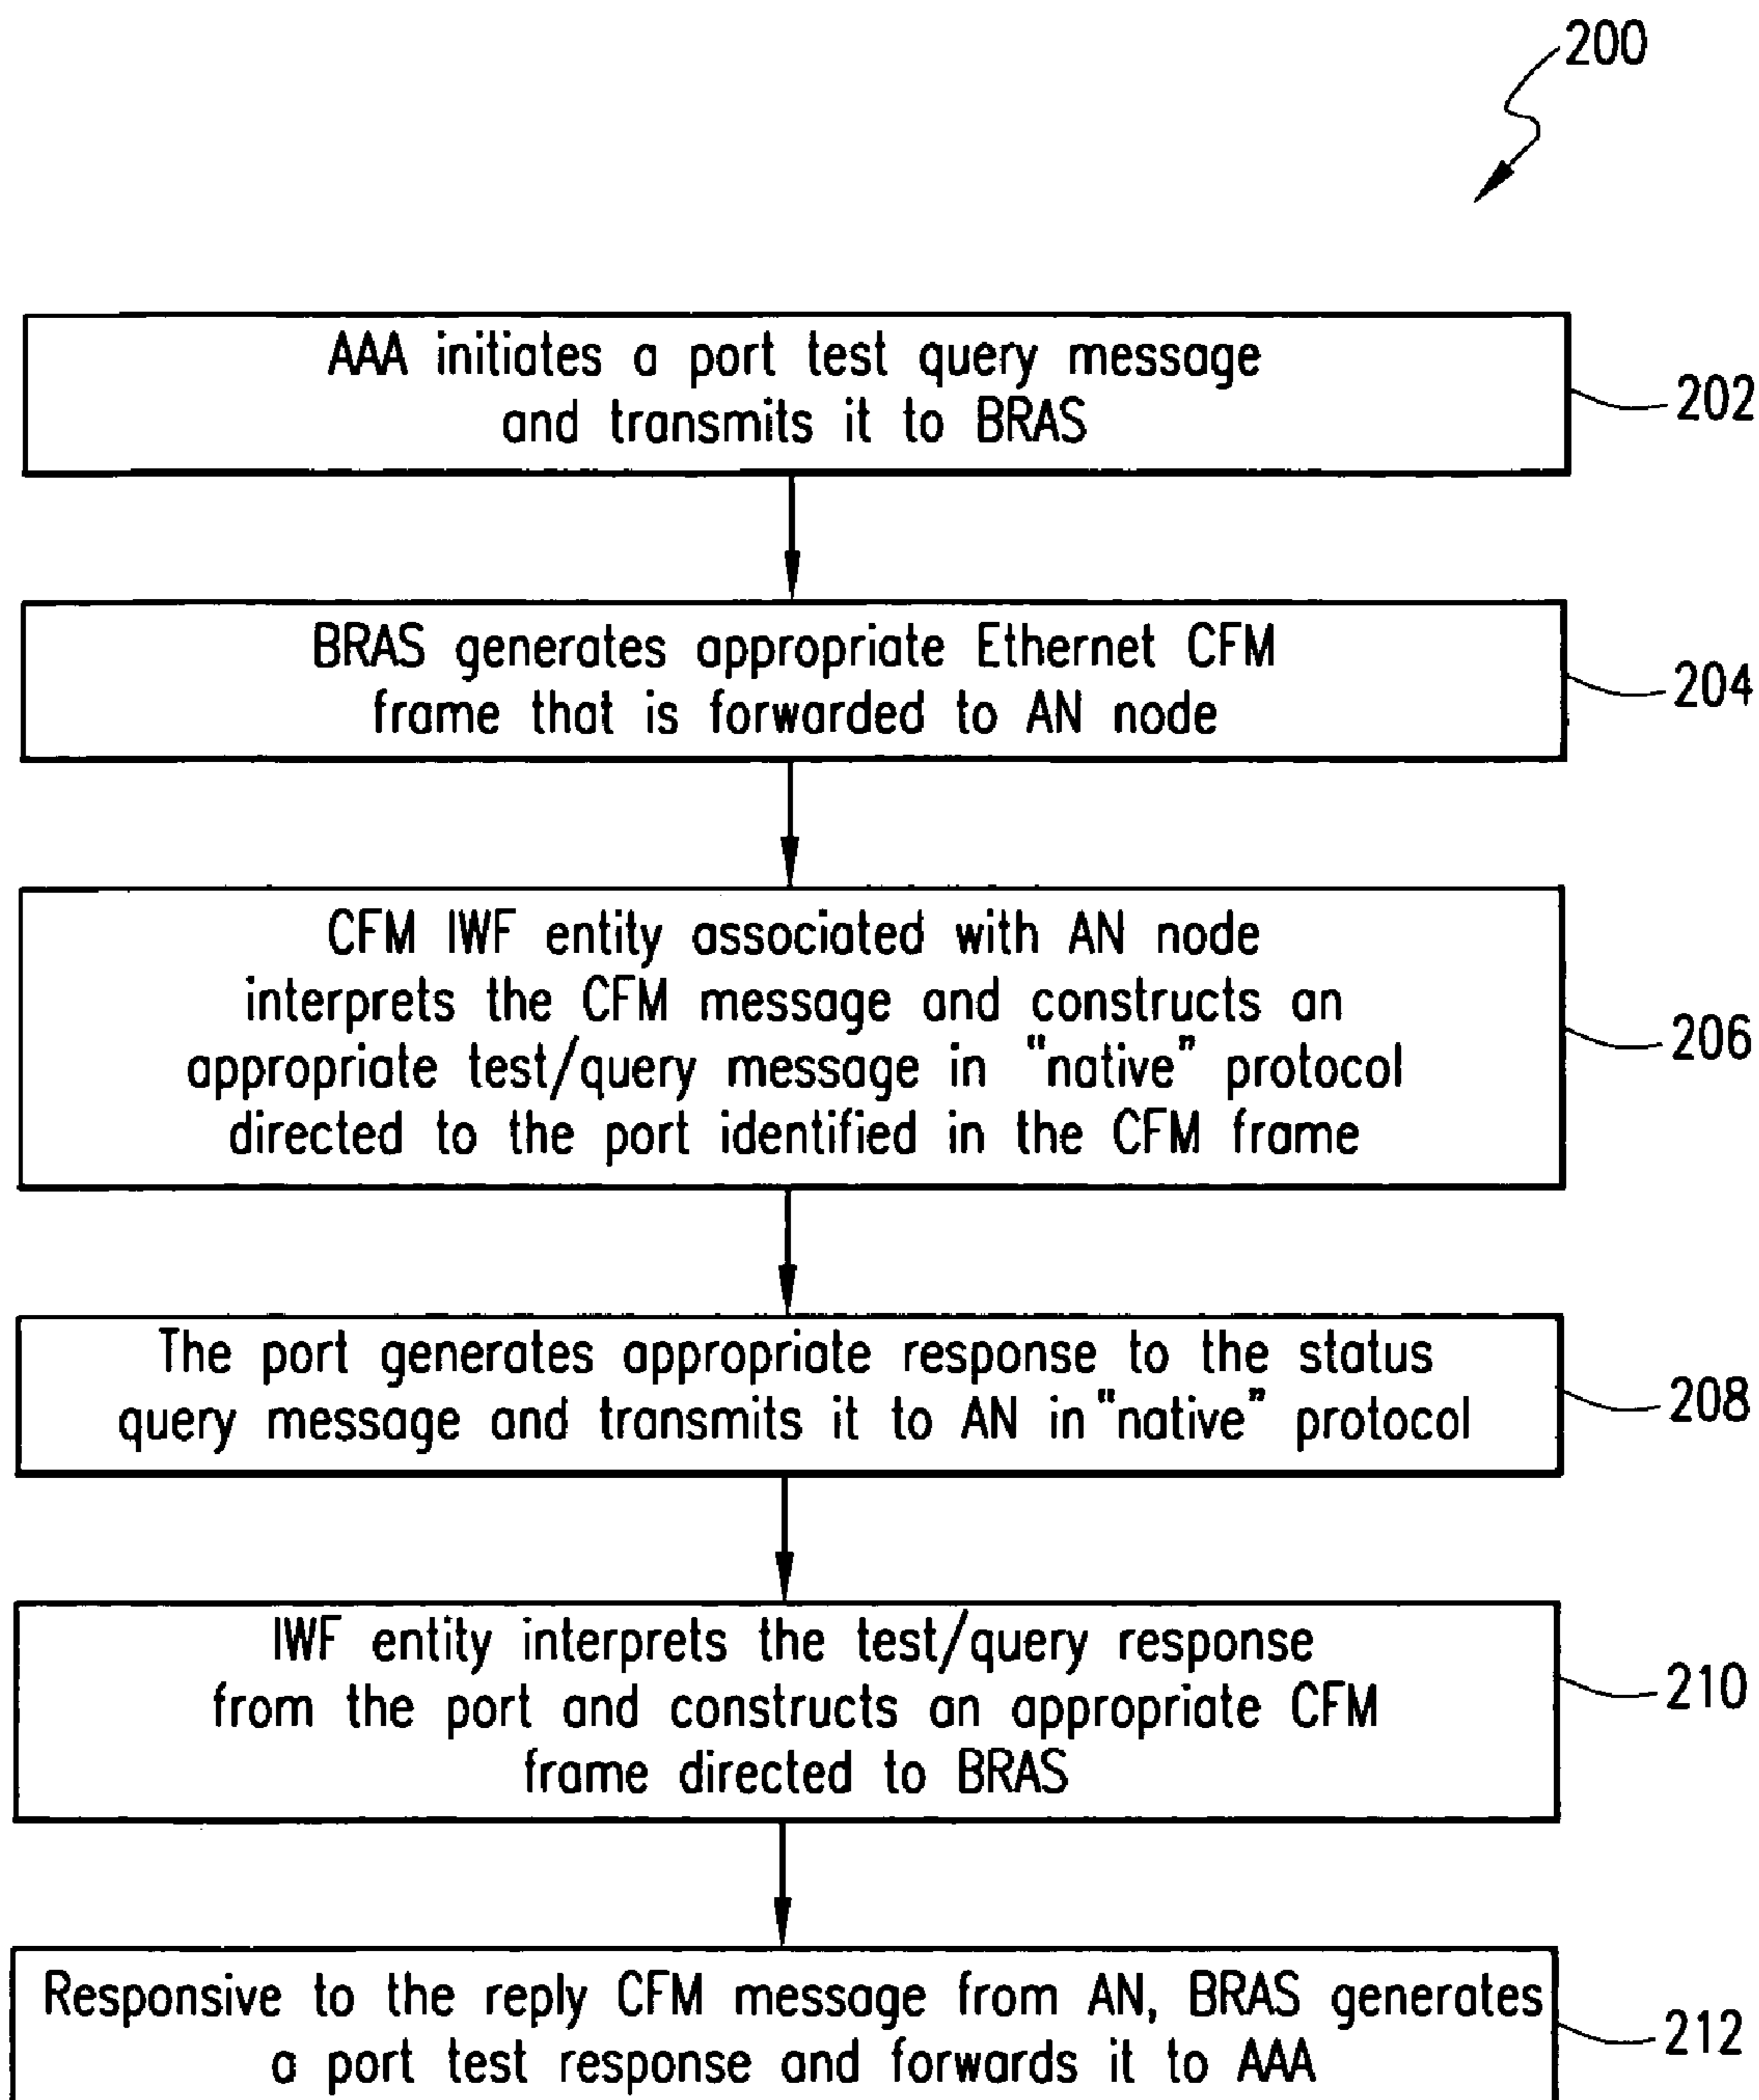 200
AAA initiates a port test query message
and transmits it to BRAS
202
BRAS generates appropriate Ethernet CFM
frame that is forwarded to AN node
204
CFM IWF entity associated with AN node
interprets the CFM message and constructs an
appropriate test/query message in "native" protocol
directed to the port identified in the CFM frame
206
The port generates appropriate response to the status
query message and transmits it to AN in "native" protocol
208
IWF entity interprets the test/query response
from the port and constructs an appropriate CFM
frame directed to BRAS
210
Responsive to the reply CFM message from AN, BRAS generates
a port test response and forwards it to AAA
212